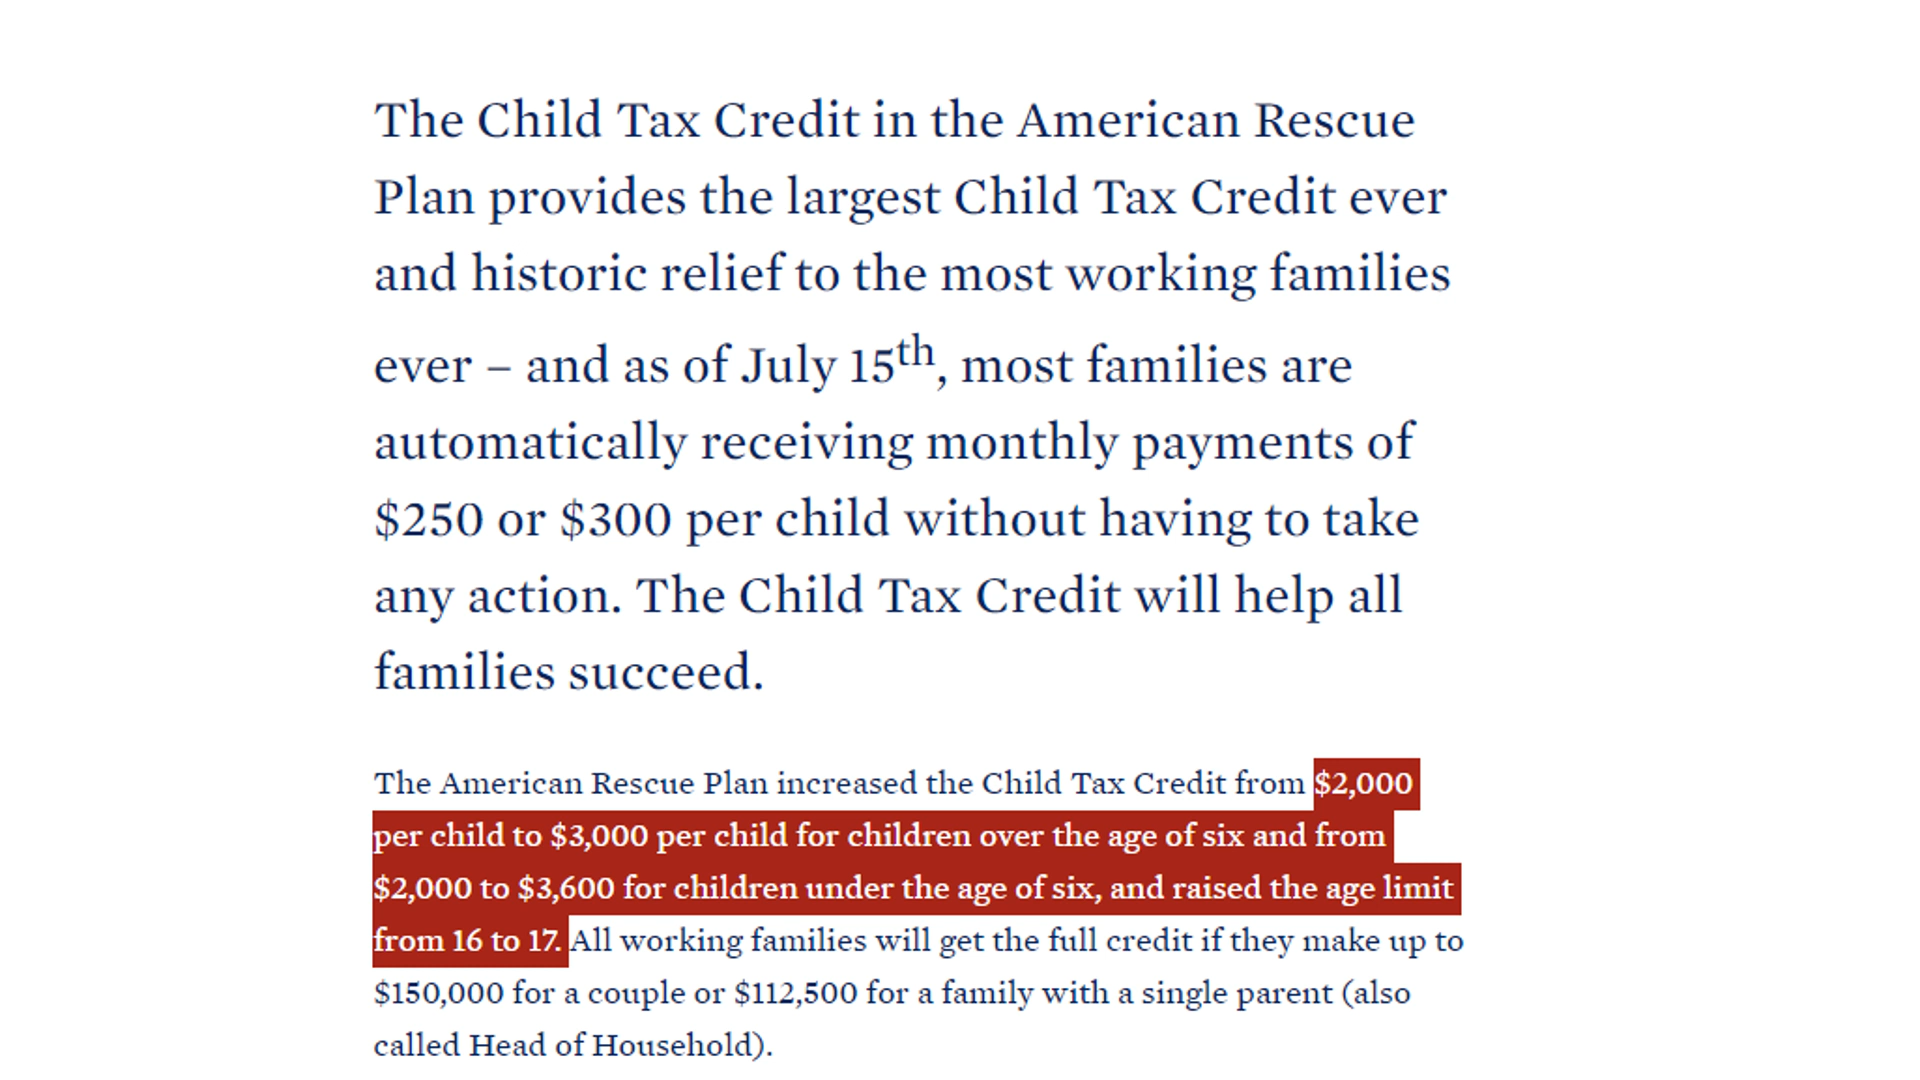 The Child Tax Credit in the American Rescue
Plan provides the largest Child Tax Credit ever
and historic relief to the most working families
ever – and as of July 15th, most families are
automatically receiving monthly payments of
$250 or $300 per child without having to take
any action. The Child Tax Credit will help all
families succeed.
The American Rescue Plan increased the Child Tax Credit from $2,000
per child to $3,000 per child for children over the age of six and from
$2,000 to $3,600 for children under the age of six, and raised the age limit
from 16 to 17. All working families will get the full credit if they make up to
$150,000 for a couple or $112,500 for a family with a single parent (also
called Head of Household).